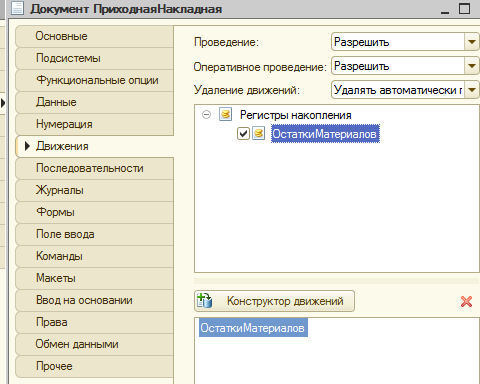 Документ ПриходнаяНакладная
Основные
Подсистемы
Функциональные опции
Данные
Нумерация
Движения
Последовательности
Журналы
Формы
Поле ввода
Команды
Макеты
Ввод на основании
Права
Обмен данными
Прочее
Проведение: Разрешить
Оперативное проведение: Разрешить
Удаление движений: Удалять автоматически г
Регистры накопления
ОстаткиМатериалов
Конструктор движений
ОстаткиМатериалов